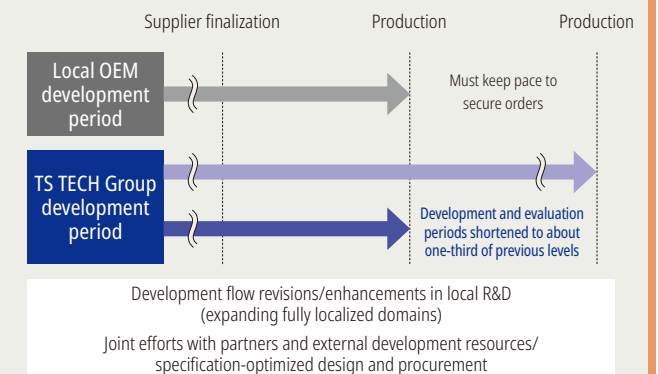 Supplier finalization
Production
Production
Local OEM
development
period
Must keep pace to
secure orders
TS TECH Group
development
period
Development and evaluation
periods shortened to about
one-third of previous levels
Development flow revisions/enhancements in local R&D
(expanding fully localized domains)
Joint efforts with partners and external development resources/
specification-optimized design and procurement